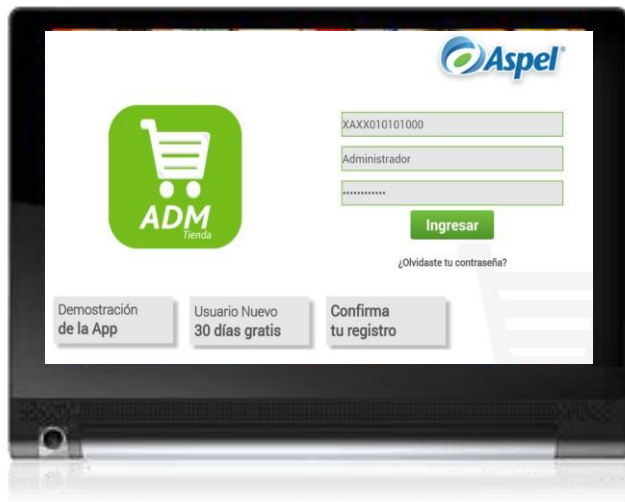 Aspel
XAXX010101000
Administrador
············
ADM
Tienda
Ingresar
¿Olvidaste tu contraseña?
Demostración
de la App
Usuario Nuevo
30 días gratis
Confirma
tu registro